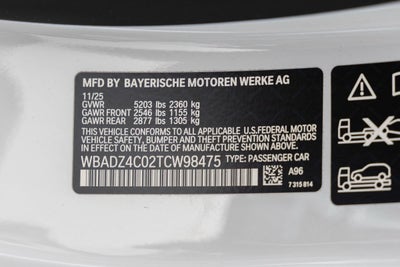 MFD BY BAYERISCHE MOTOREN WERKE AG
11/25
GVWR 5203 lbs 2360 kg
GAWR FRONT 2546 lbs 1155 kg
GAWR REAR 2877 lbs 1305 kg
THIS VEHICLE CONFORMS TO ALL APPLICABLE U.S.FEDERAL MOTOR
VEHICLE SAFETY, BUMPER, AND THEFT PREVENTION STANDARDS
IN EFFECT ON THE DATE OF MANUFACTURE SHOWN ABOVE.
WBADZ4C02TCW98475 TYPE: PASSENGER CAR
A96
7 315 814